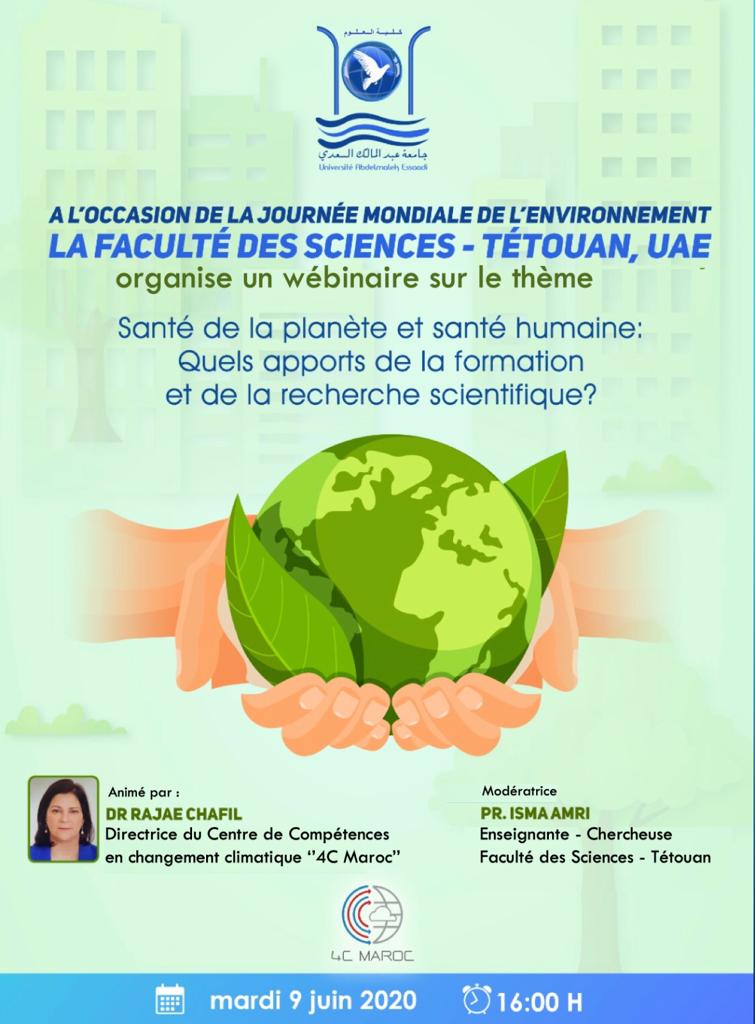 كلية العلوم
جامعة عبد المالك السعدي
Université Abdelmalek Essaadi
A L'OCCASION DE LA JOURNÉE MONDIALE DE L'ENVIRONNEMENT
LA FACULTÉ DES SCIENCES - TÉTOUAN, UAE
organise un wébinaire sur le thème
Santé de la planète et santé humaine:
Quels apports de la formation
et de la recherche scientifique?
Animé par :
DR RAJAE CHAFIL
Directrice du Centre de Compétences
en changement climatique ‘’4C Maroc’’
Modératrice
PR. ISMA AMRI
Enseignante - Chercheuse
Faculté des Sciences - Tétouan
4C MAROC
mardi 9 juin 2020
16:00 H